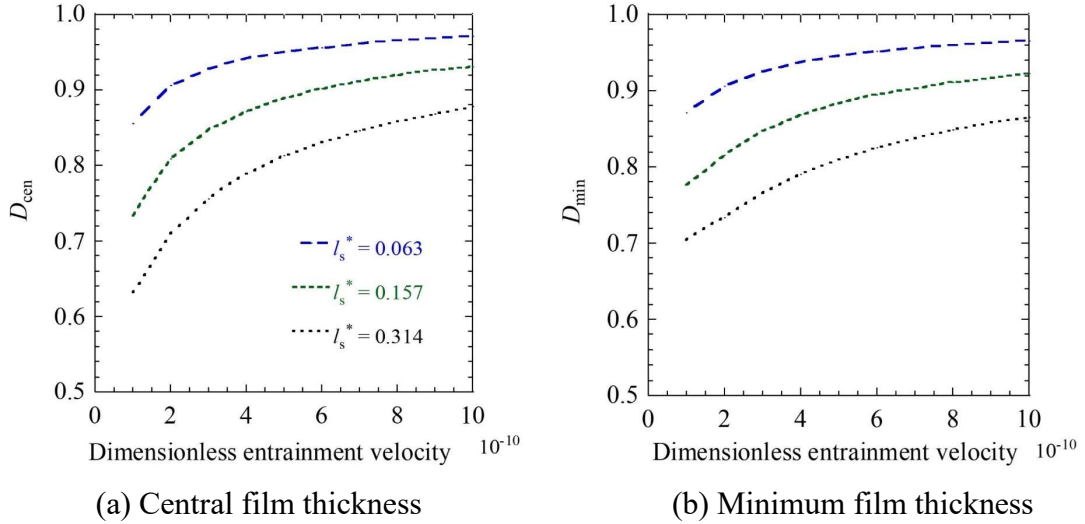 1.0
0.9
0.8
0.7
0.6
0.5
D_cen
l_s^* = 0.063
l_s^* = 0.157
l_s^* = 0.314
0 2 4 6 8 10
Dimensionless entrainment velocity 10^-10
(a) Central film thickness
1.0
0.9
0.8
0.7
0.6
0.5
D_min
0 2 4 6 8 10
Dimensionless entrainment velocity 10^-10
(b) Minimum film thickness